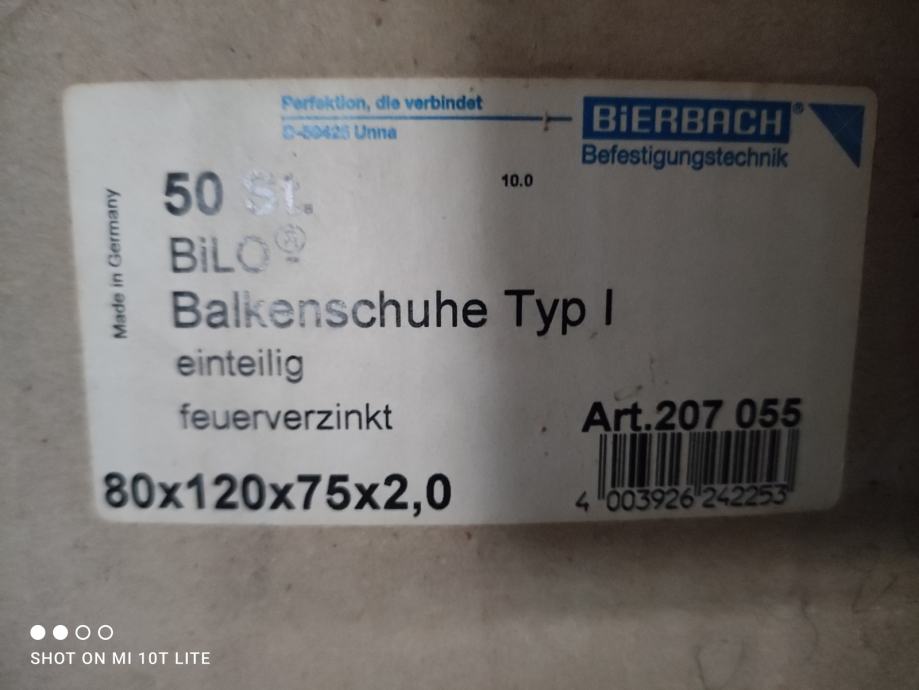 Perfektion, die verbindet
D-59425 Unna
BiERBACH®
Befestigungstechnik
50 St.
10.0
BiLO®
Made in Germany
Balkenschuhe Typ I
einteilig
feuerverzinkt
Art.207 055
80x120x75x2,0
4 003926 242253
SHOT ON MI 10T LITE